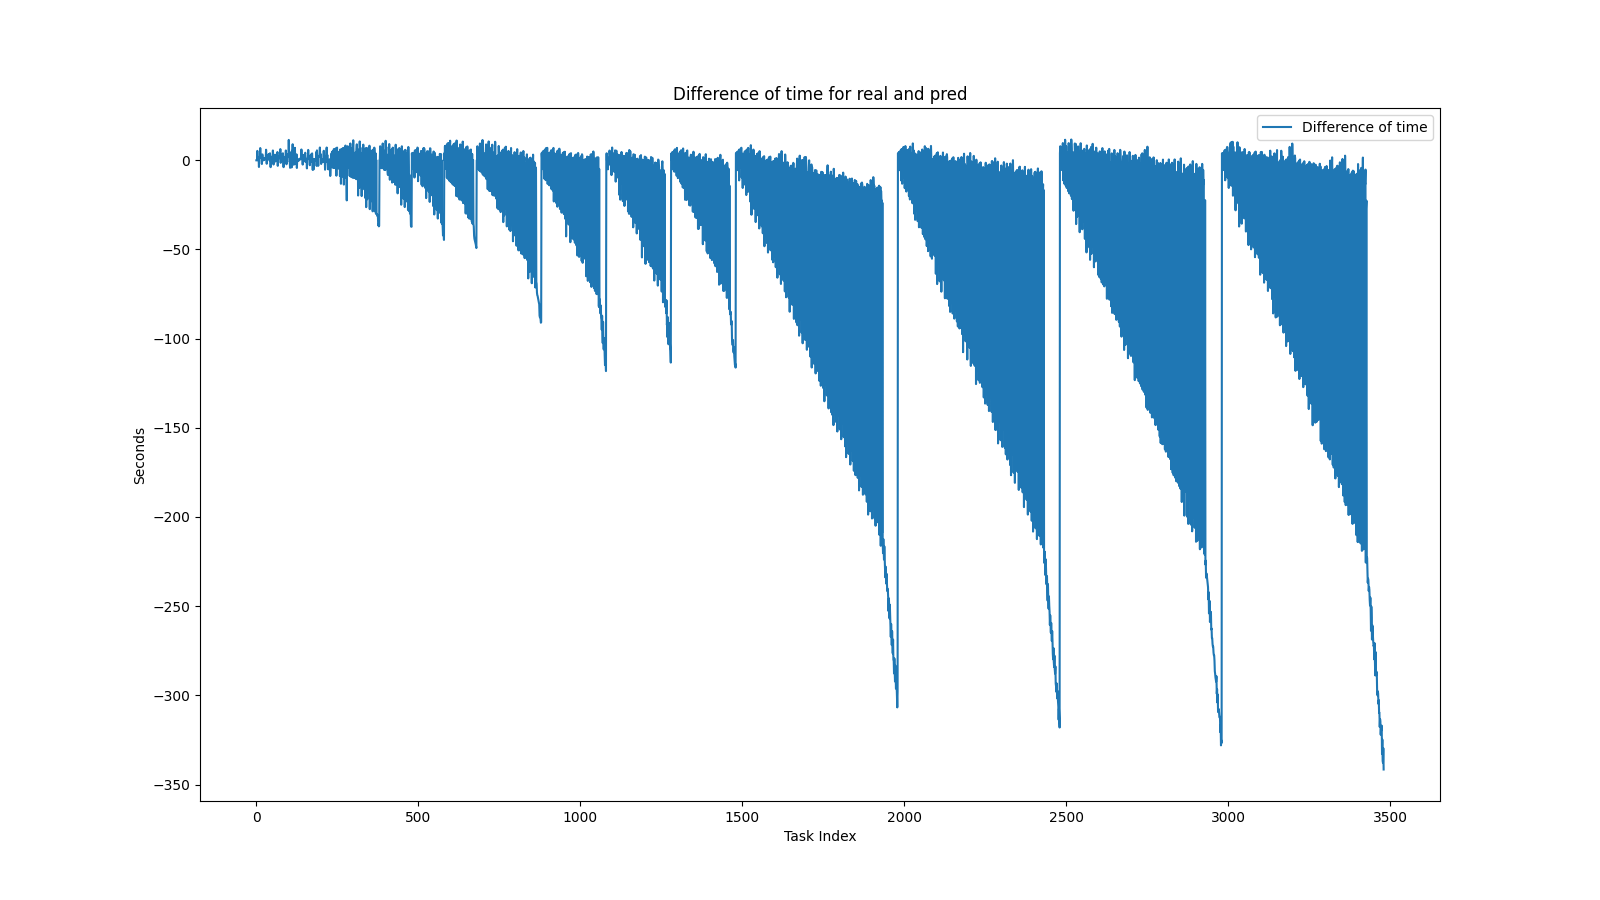 Difference of time for real and pred
Difference of time
0
−50
−100
−150
−200
−250
−300
−350
Seconds
0 500 1000 1500 2000 2500 3000 3500
Task Index